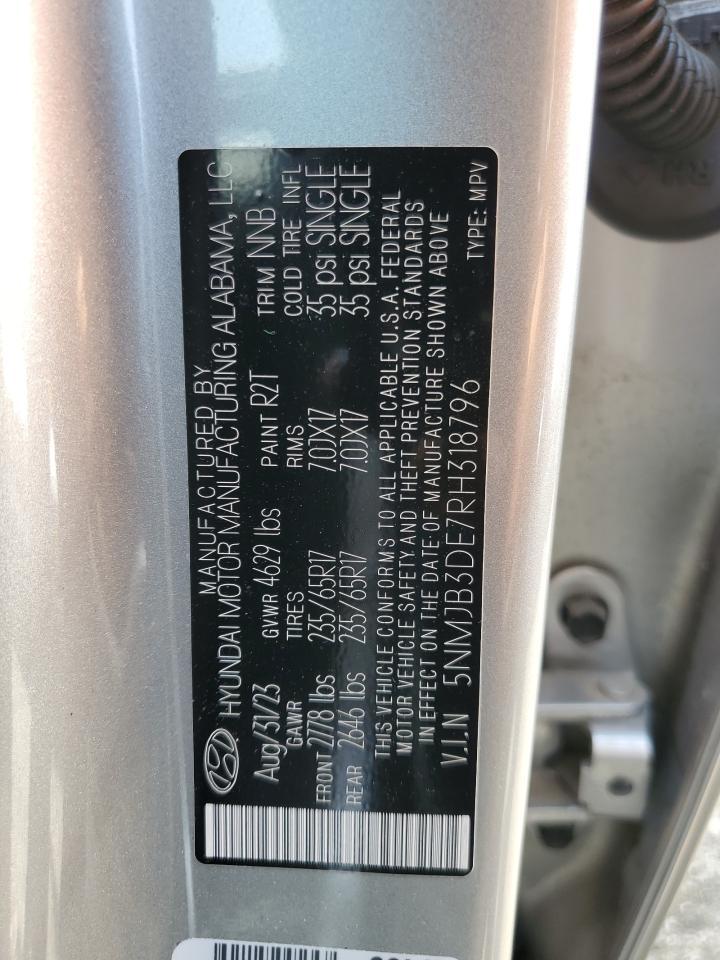 MANUFACTURED BY
HYUNDAI MOTOR MANUFACTURING ALABAMA, LLC
Aug/31/23 GVWR 4629 lbs PAINT R2T TRIM NNB
GAWR TIRES RIMS COLD TIRE INFL
FRONT 2778 lbs 235/65R17 7.0JX17 35 psi SINGLE
REAR 2646 lbs 235/65R17 7.0JX17 35 psi SINGLE
THIS VEHICLE CONFORMS TO ALL APPLICABLE U.S.A. FEDERAL
MOTOR VEHICLE SAFETY AND THEFT PREVENTION STANDARDS
IN EFFECT ON THE DATE OF MANUFACTURE SHOWN ABOVE
V.I.N 5NMJB3DE7RH318796 TYPE: MPV
RH